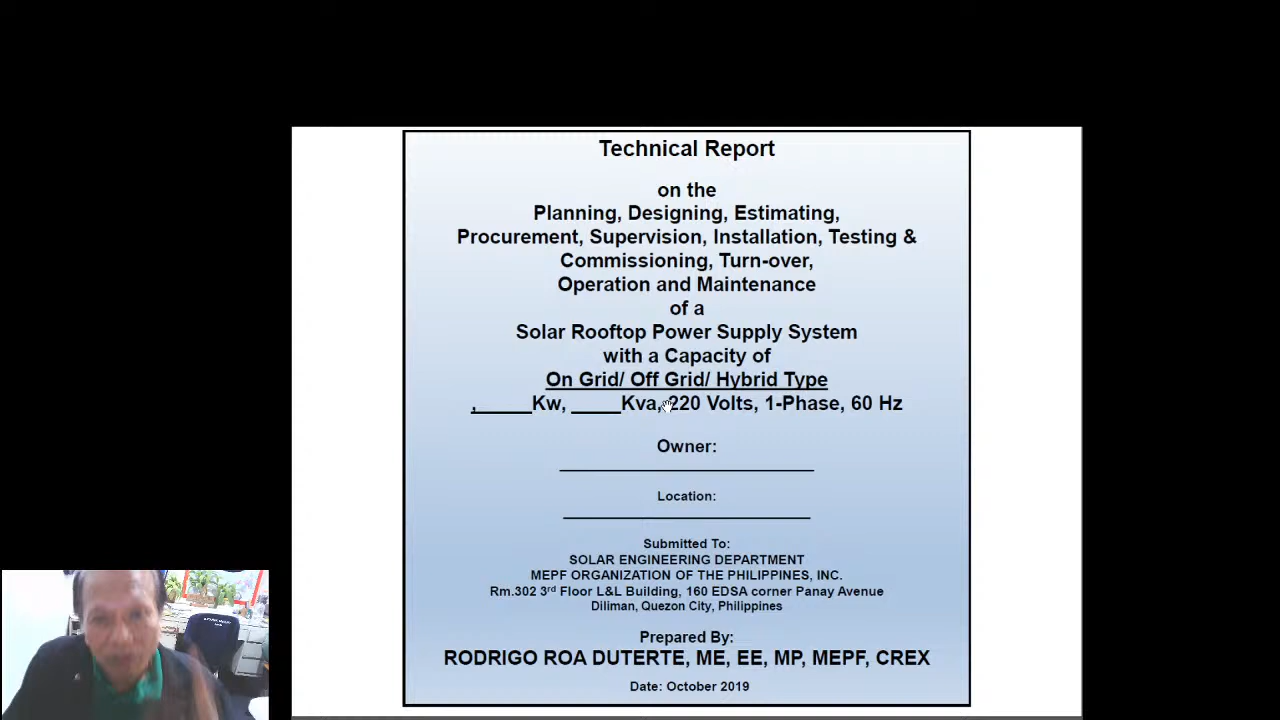 Technical Report
on the
Planning, Designing, Estimating,
Procurement, Supervision, Installation, Testing &
Commissioning, Turn-over,
Operation and Maintenance
of a
Solar Rooftop Power Supply System
with a Capacity of
On Grid/ Off Grid/ Hybrid Type
,_____Kw, _____Kva, 220 Volts, 1-Phase, 60 Hz
Owner:
Location:
Submitted To:
SOLAR ENGINEERING DEPARTMENT
MEPF ORGANIZATION OF THE PHILIPPINES, INC.
Rm.302 3rd Floor L&L Building, 160 EDSA corner Panay Avenue
Diliman, Quezon City, Philippines
Prepared By:
RODRIGO ROA DUTERTE, ME, EE, MP, MEPF, CREX
Date: October 2019